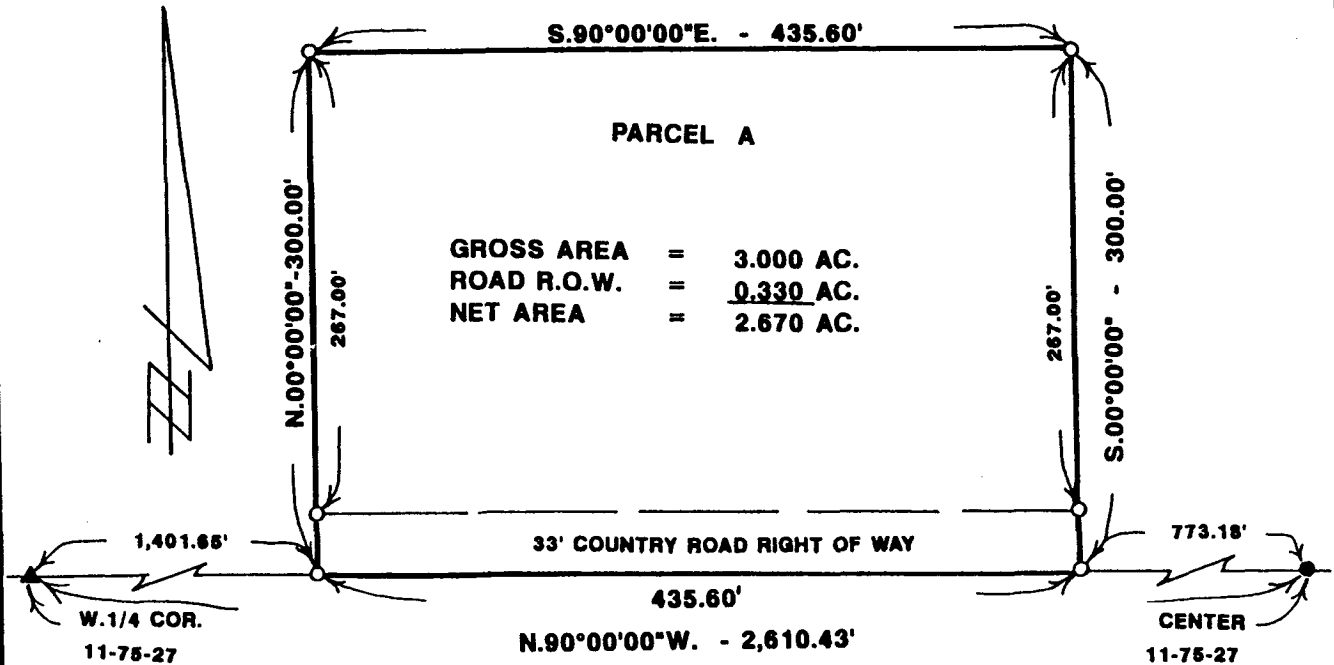 S.90°00'00"E. - 435.60'
PARCEL A
N.00°00'00"-300.00'
267.00'
GROSS AREA = 3.000 AC.
ROAD R.O.W. = 0.330 AC.
NET AREA = 2.670 AC.
267.00'
S.00°00'00" - 300.00'
1,401.65'
33' COUNTRY ROAD RIGHT OF WAY
773.18'
435.60'
W.1/4 COR.
11-75-27
N.90°00'00"W. - 2,610.43'
CENTER
11-75-27